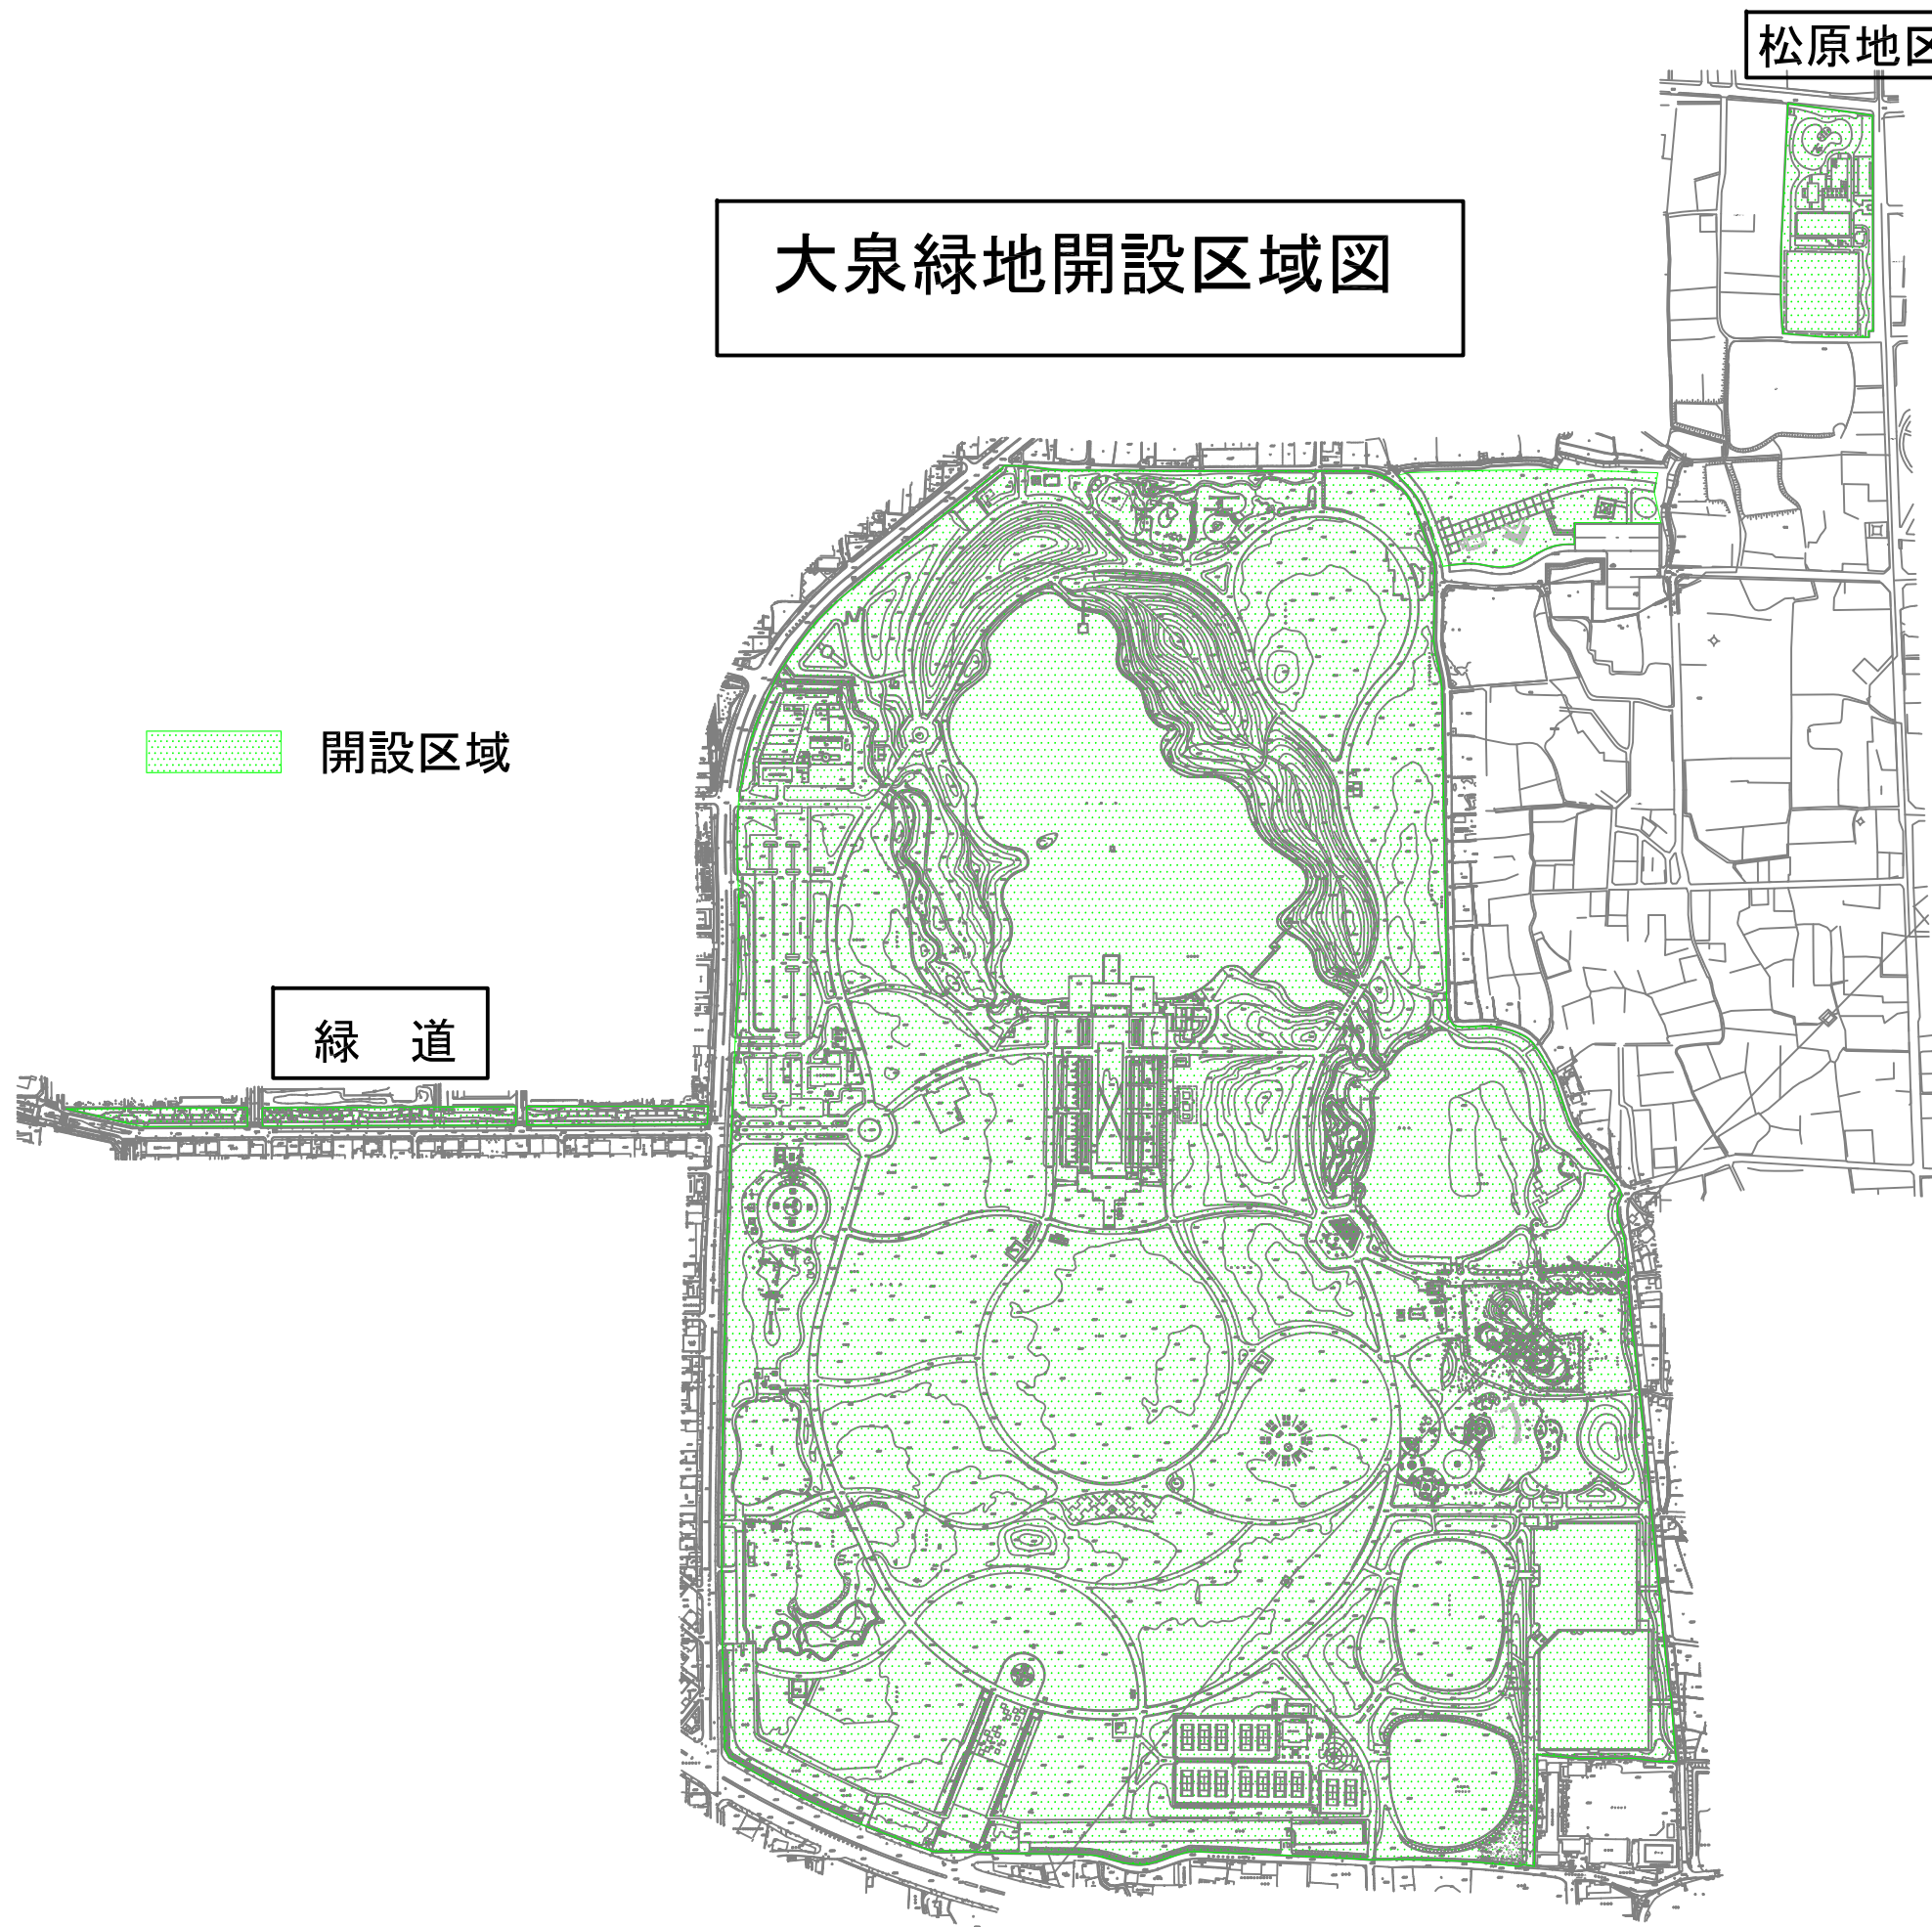 松原地区
大泉緑地開設区域図
開設区域
緑　道